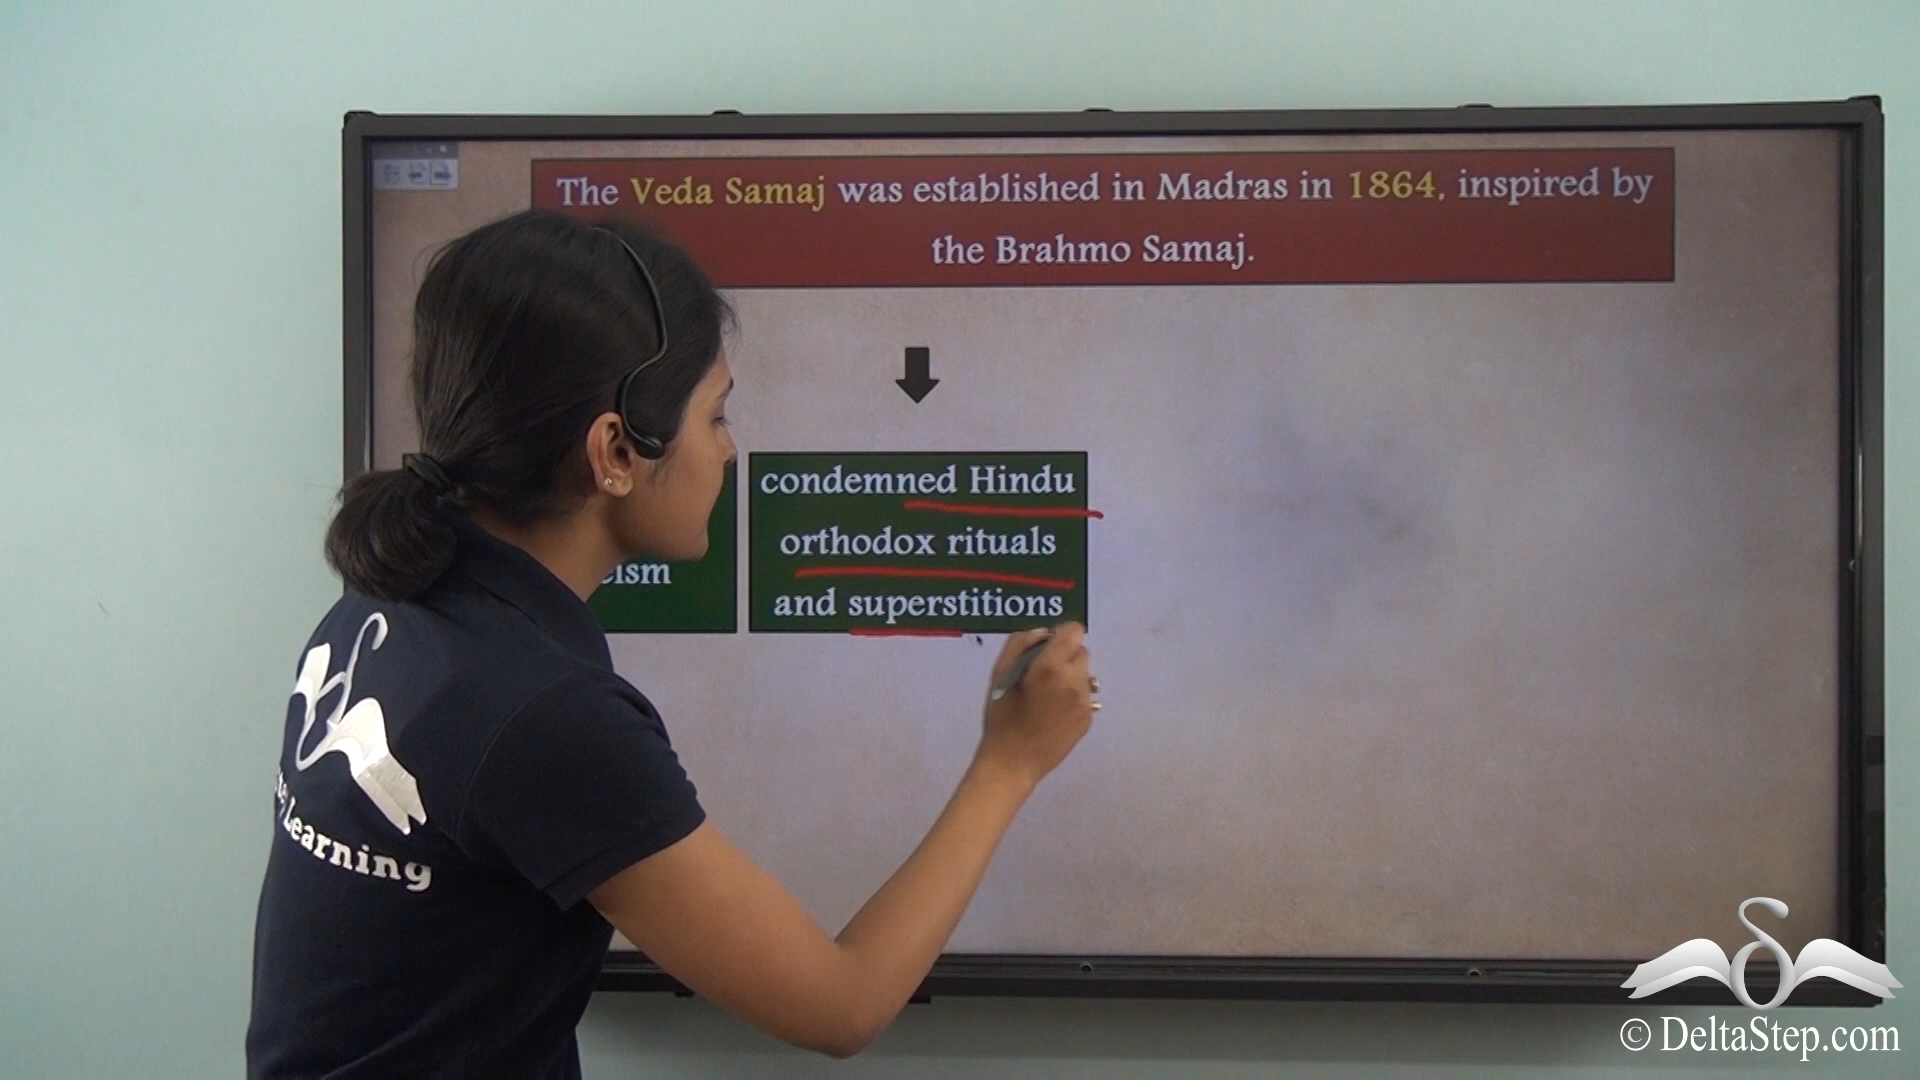 The Veda Samaj was established in Madras in 1864, inspired by
the Brahmo Samaj.
condemned Hindu
orthodox rituals
and superstitions
Learning
© DeltaStep.com